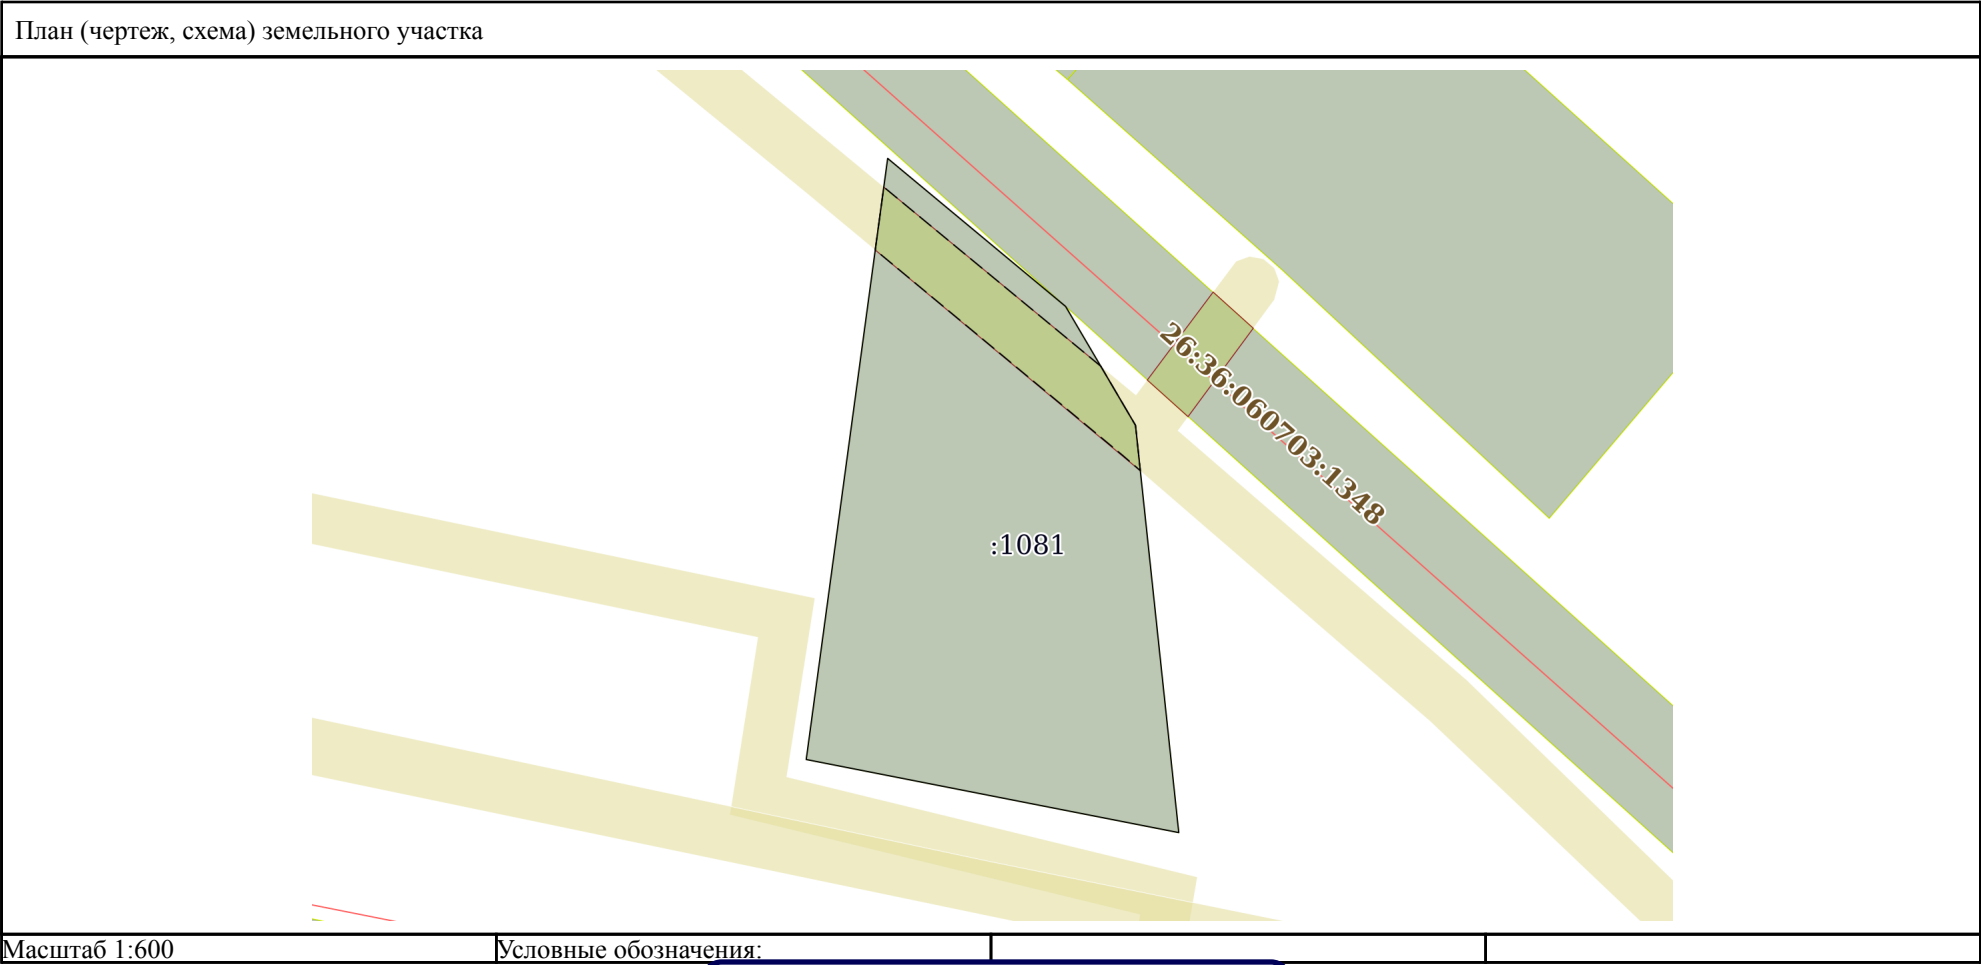 План (чертеж, схема) земельного участка
26:36:060703:1348
:1081
Масштаб 1:600
Условные обозначения: